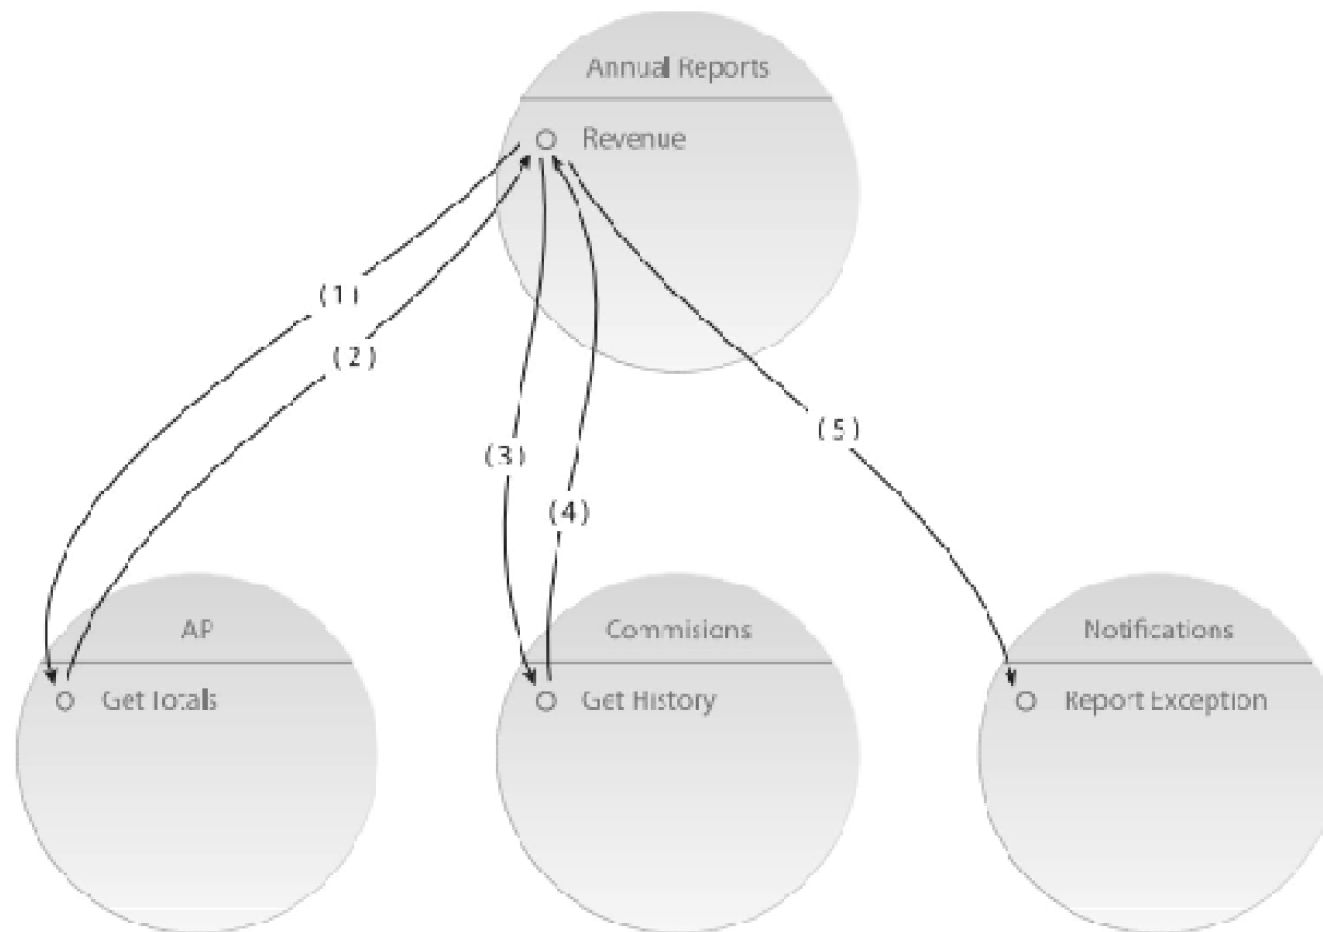 Annual Reports
Revenue
(1)
(2)
(3)
(4)
(5)
AP
Get Totals
Commisions
Get History
Notifications
Report Exception